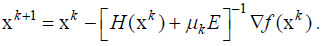 x^{k+1} = x^k − [H(x^k) + μ_k E]^{−1} ∇f(x^k).